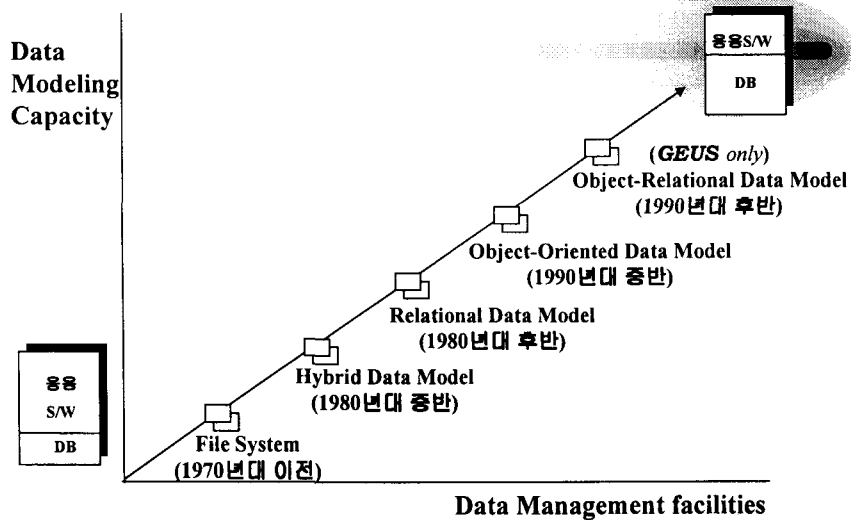 Data
Modeling
Capacity
응용S/W
DB
(GEUS only)
Object-Relational Data Model
(1990년대 후반)
Object-Oriented Data Model
(1990년대 중반)
Relational Data Model
(1980년대 후반)
Hybrid Data Model
(1980년대 중반)
File System
(1970년대 이전)
응용
S/W
DB
Data Management facilities